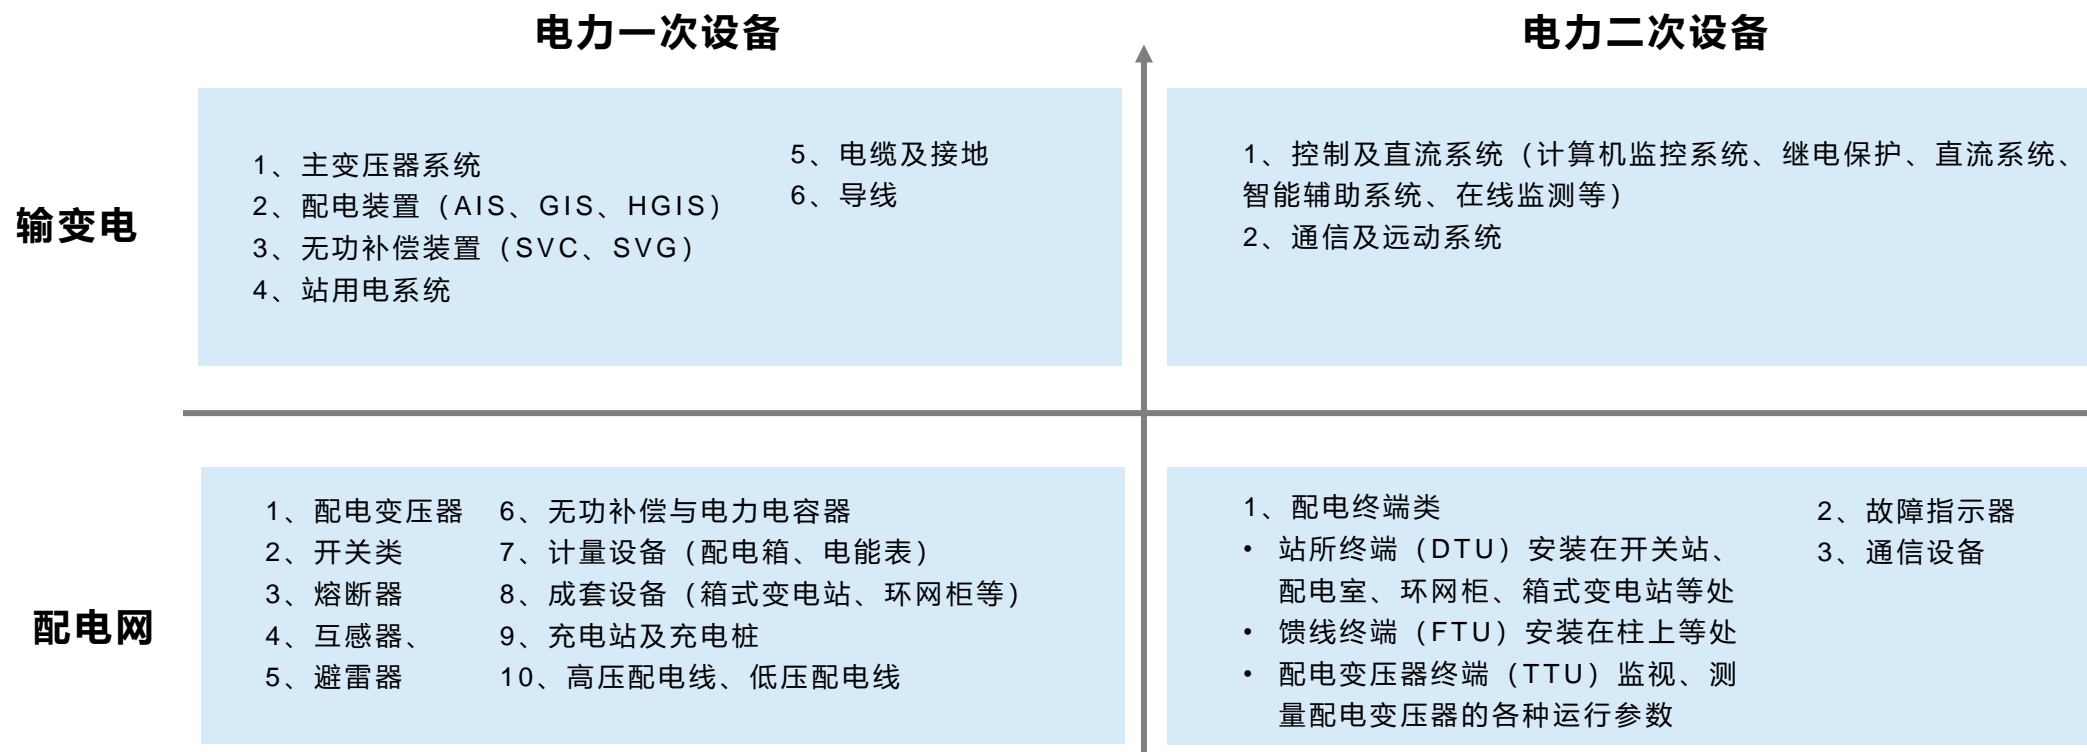 电力一次设备
电力二次设备
输变电
1、主变压器系统
2、配电装置（AIS、GIS、HGIS）
3、无功补偿装置（SVC、SVG）
4、站用电系统
5、电缆及接地
6、导线
1、控制及直流系统（计算机监控系统、继电保护、直流系统、
智能辅助系统、在线监测等）
2、通信及远动系统
配电网
1、配电变压器
2、开关类
3、熔断器
4、互感器、
5、避雷器
6、无功补偿与电力电容器
7、计量设备（配电箱、电能表）
8、成套设备（箱式变电站、环网柜等）
9、充电站及充电桩
10、高压配电线、低压配电线
1、配电终端类
• 站所终端（DTU）安装在开关站、
配电室、环网柜、箱式变电站等处
• 馈线终端（FTU）安装在柱上等处
• 配电变压器终端（TTU）监视、测
量配电变压器的各种运行参数
2、故障指示器
3、通信设备